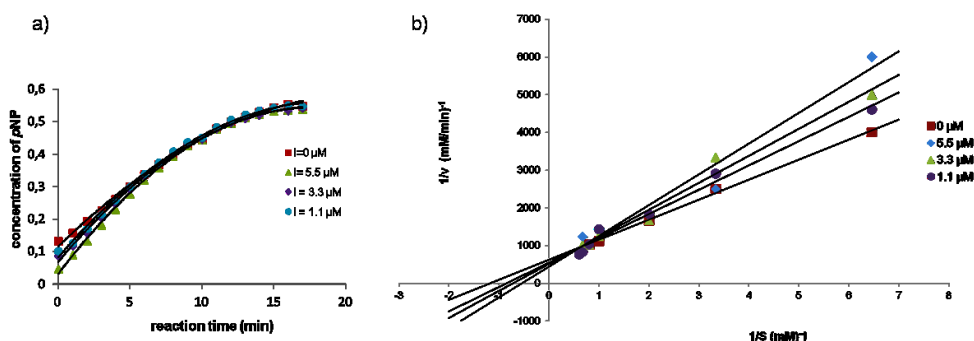 a)
concentration of pNP
0,6
0,5
0,4
0,3
0,2
0,1
0
0 5 10 15 20
reaction time (min)
I=0 µM
I= 5.5 µM
I = 3.3 µM
I = 1.1 µM
b)
1/v (mM/min)⁻¹
7000
6000
5000
4000
3000
2000
1000
0
-1000
-3 -2 -1 0 1 2 3 4 5 6 7 8
1/S (mM)⁻¹
0 µM
5.5 µM
3.3 µM
1.1 µM